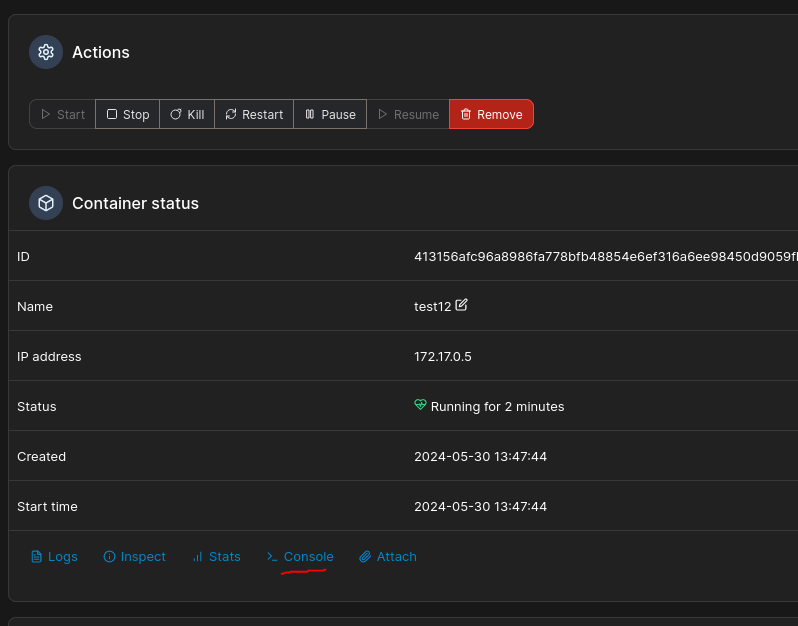 Actions
Start Stop Kill Restart Pause Resume Remove
Container status
ID 413156afc96a8986fa778bfb48854e6ef316a6ee98450d9059f
Name test12
IP address 172.17.0.5
Status Running for 2 minutes
Created 2024-05-30 13:47:44
Start time 2024-05-30 13:47:44
Logs Inspect Stats Console Attach